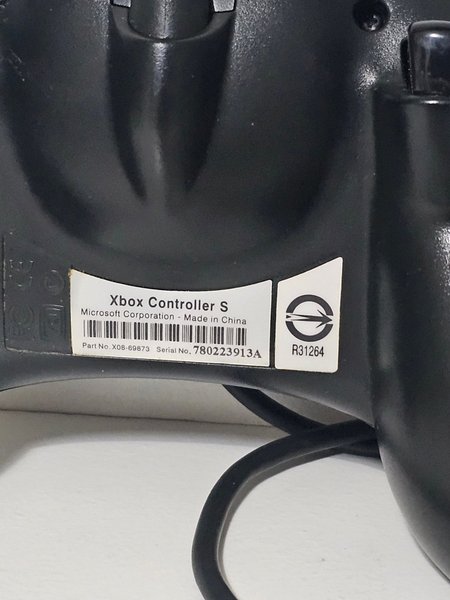 Xbox Controller S
Microsoft Corporation - Made in China
Part No. X08-69873 Serial No. 780223913A
R31264